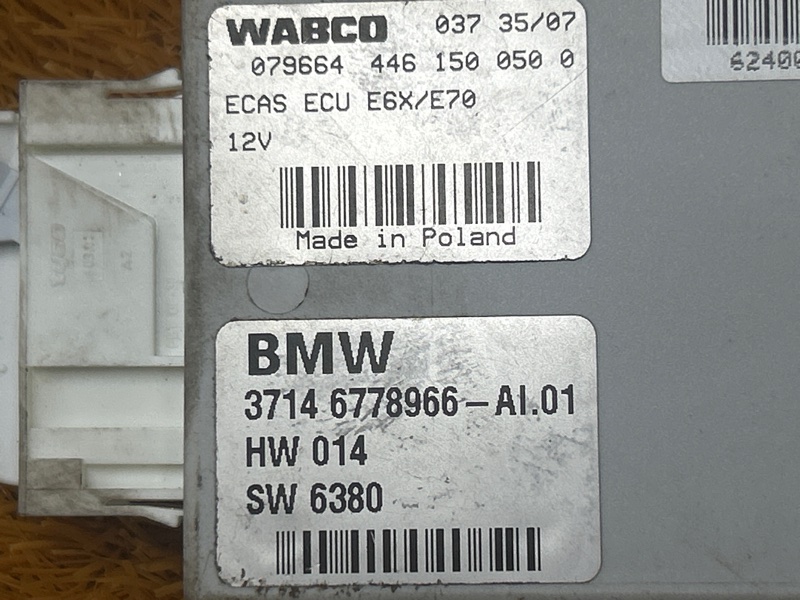 WABCO 037 35/07
079664 446 150 050 0
ECAS ECU E6X/E70
12V
Made in Poland
BMW
3714 6778966-AI.01
HW 014
SW 6380